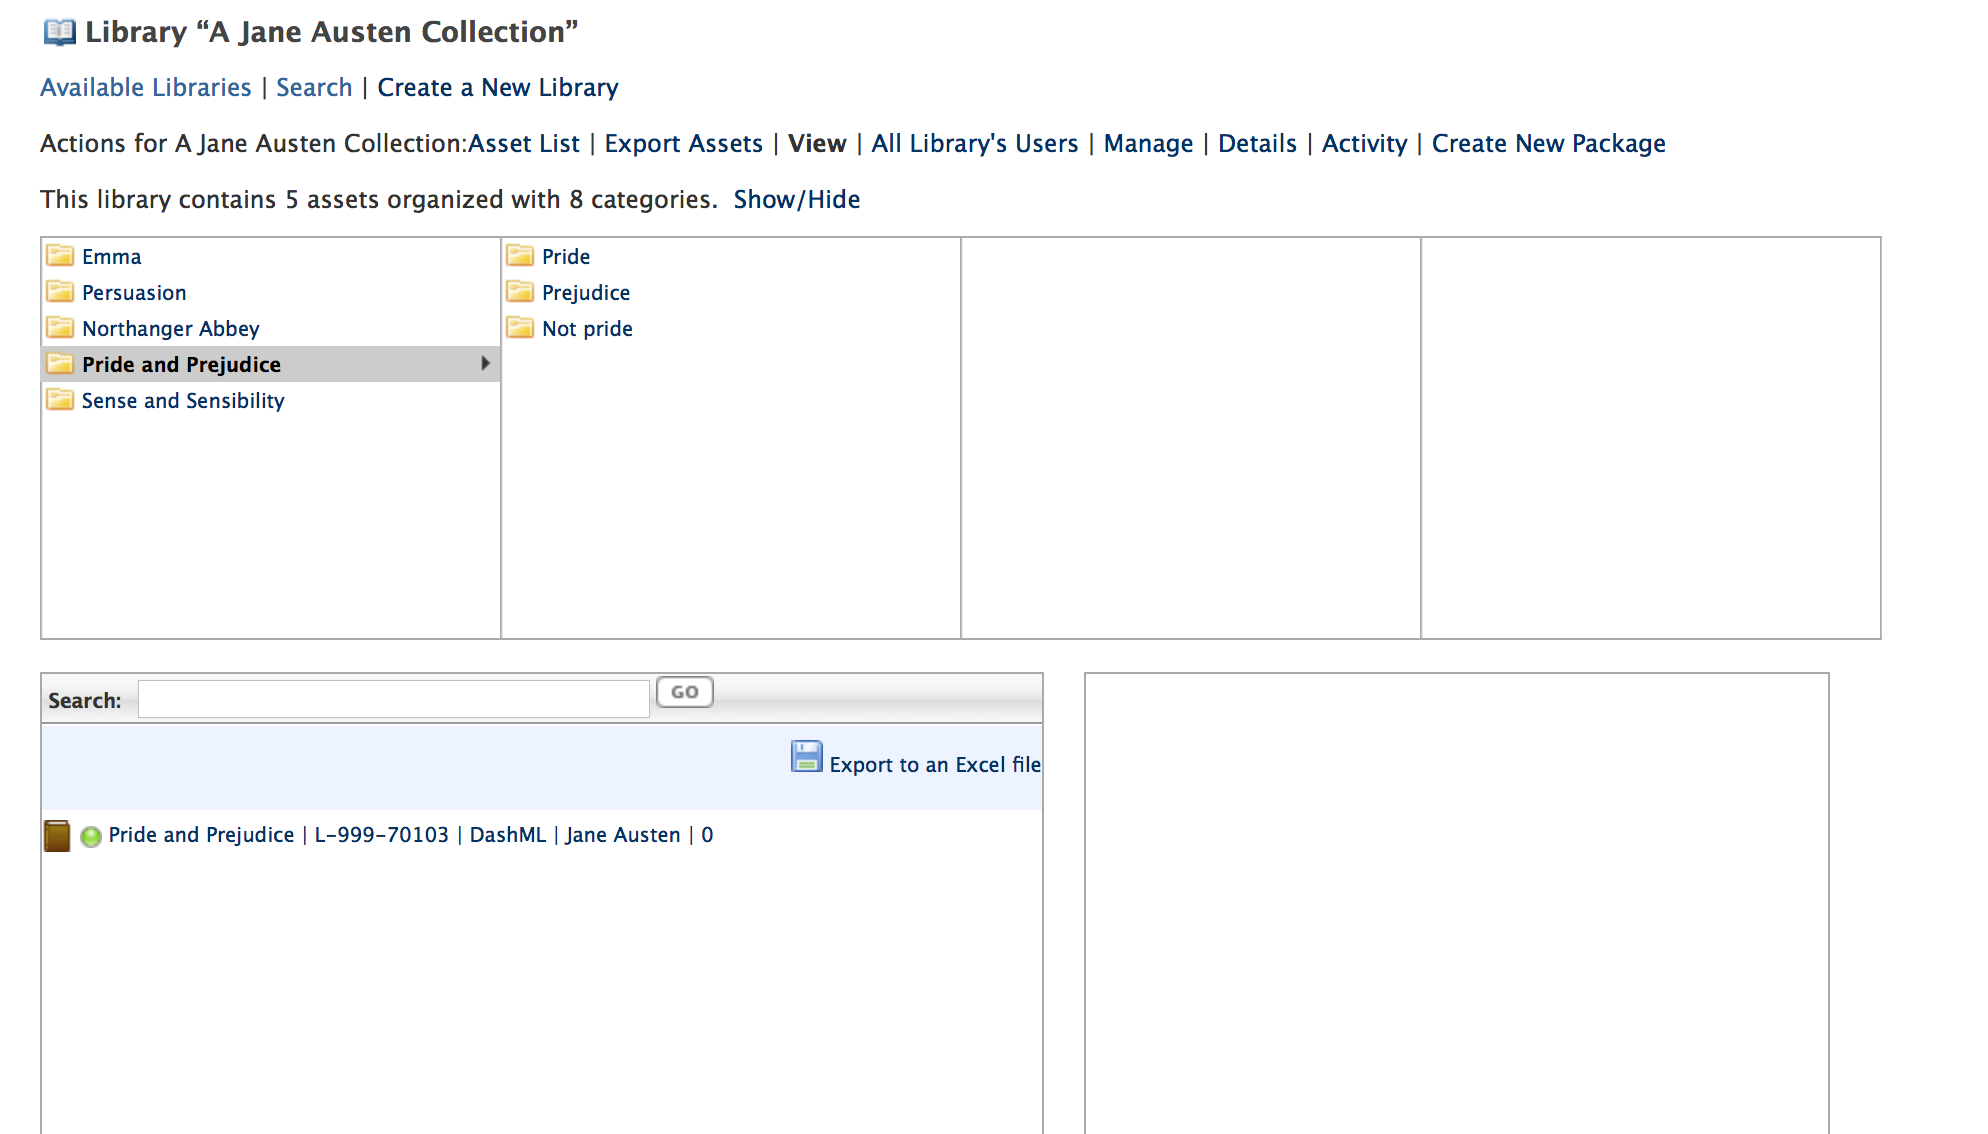 Library “A Jane Austen Collection”
Available Libraries | Search | Create a New Library
Actions for A Jane Austen Collection:Asset List | Export Assets | View | All Library's Users | Manage | Details | Activity | Create New Package
This library contains 5 assets organized with 8 categories. Show/Hide
Emma
Persuasion
Northanger Abbey
Pride and Prejudice
Sense and Sensibility
Pride
Prejudice
Not pride
Search: GO
Export to an Excel file
Pride and Prejudice | L-999-70103 | DashML | Jane Austen | 0